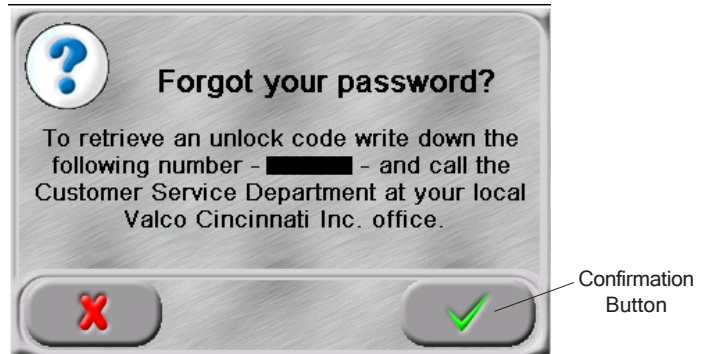 Forgot your password?
To retrieve an unlock code write down the
following number - - and call the
Customer Service Department at your local
Valco Cincinnati Inc. office.
Confirmation
Button